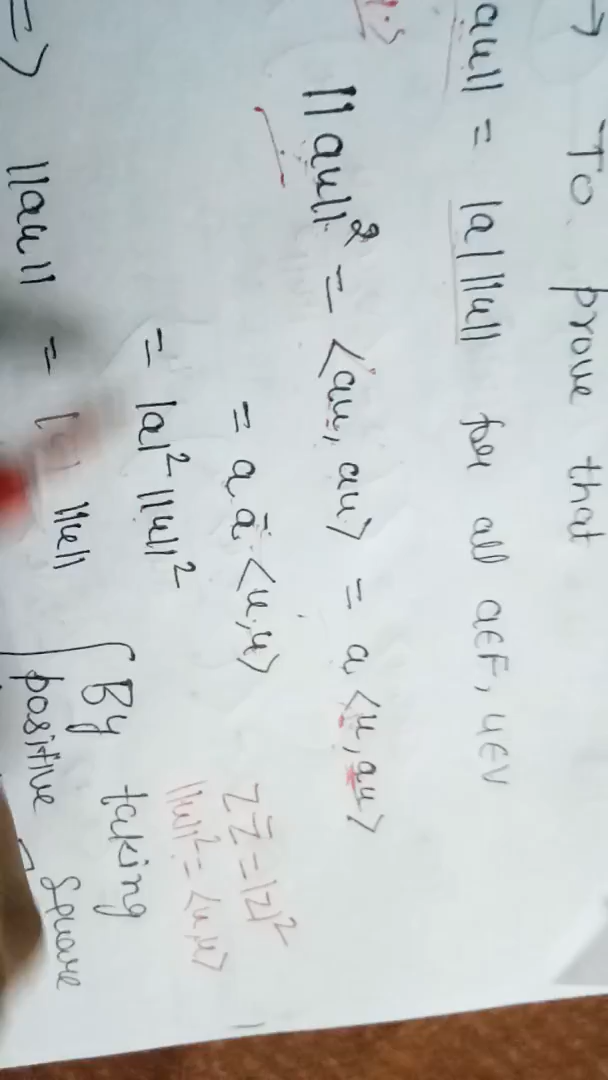 → To prove that
au|| = |a| ||u|| for all a∈F, u∈V
||au||² = <au, au> = a <u, au>
= a ā <u, u>
zz̄ = |z|²
= |a|² ||u||²
||u||² = <u, u>
=> ||au|| = ||u|| [By taking
positive square